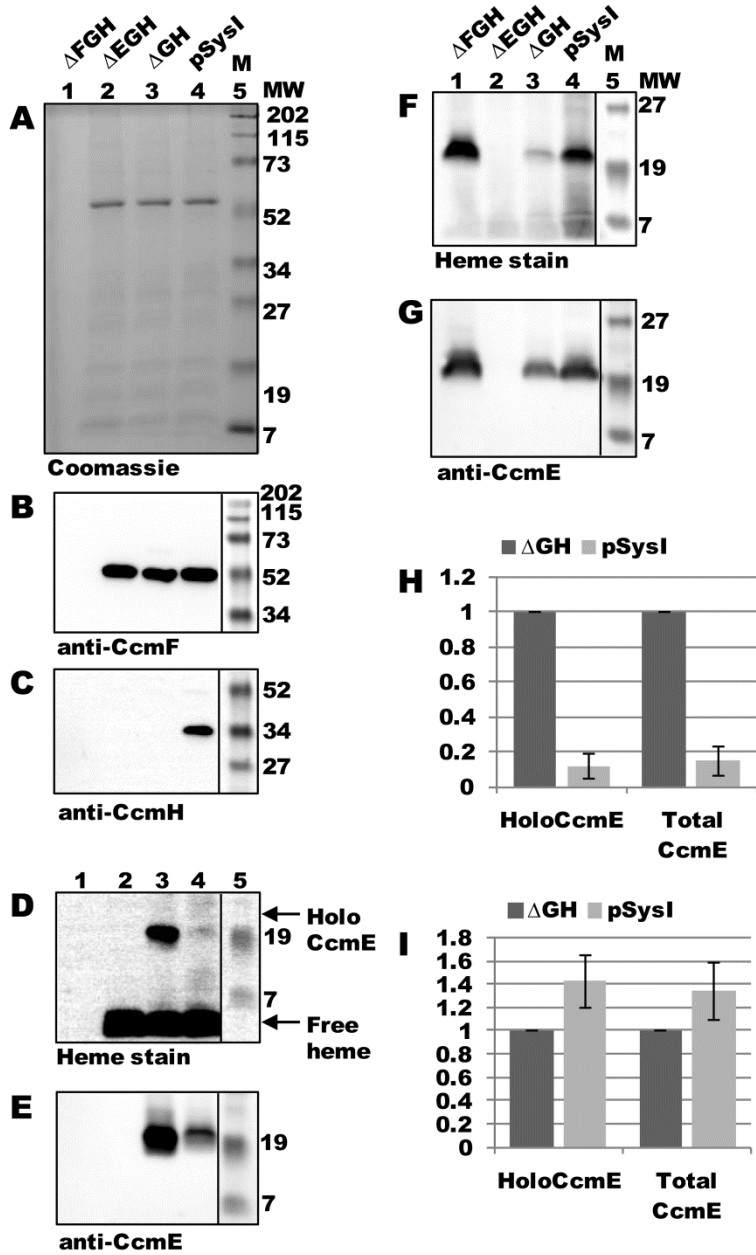 ΔFGH
ΔEGH
ΔGH
pSysI
M
1 2 3 4 5 MW
A
202
115
73
52
34
27
19
7
Coomassie
B
202
115
73
52
34
anti-CcmF
C
52
34
27
anti-CcmH
1 2 3 4 5
D
Holo
CcmE
19
7
Free
heme
Heme stain
E
19
7
anti-CcmE
ΔFGH
ΔEGH
ΔGH
pSysI
M
1 2 3 4 5 MW
F
27
19
7
Heme stain
G
27
19
7
anti-CcmE
ΔGH pSysI
H
1.2
1
0.8
0.6
0.4
0.2
0
HoloCcmE Total
CcmE
ΔGH pSysI
I
1.8
1.6
1.4
1.2
1
0.8
0.6
0.4
0.2
0
HoloCcmE Total
CcmE